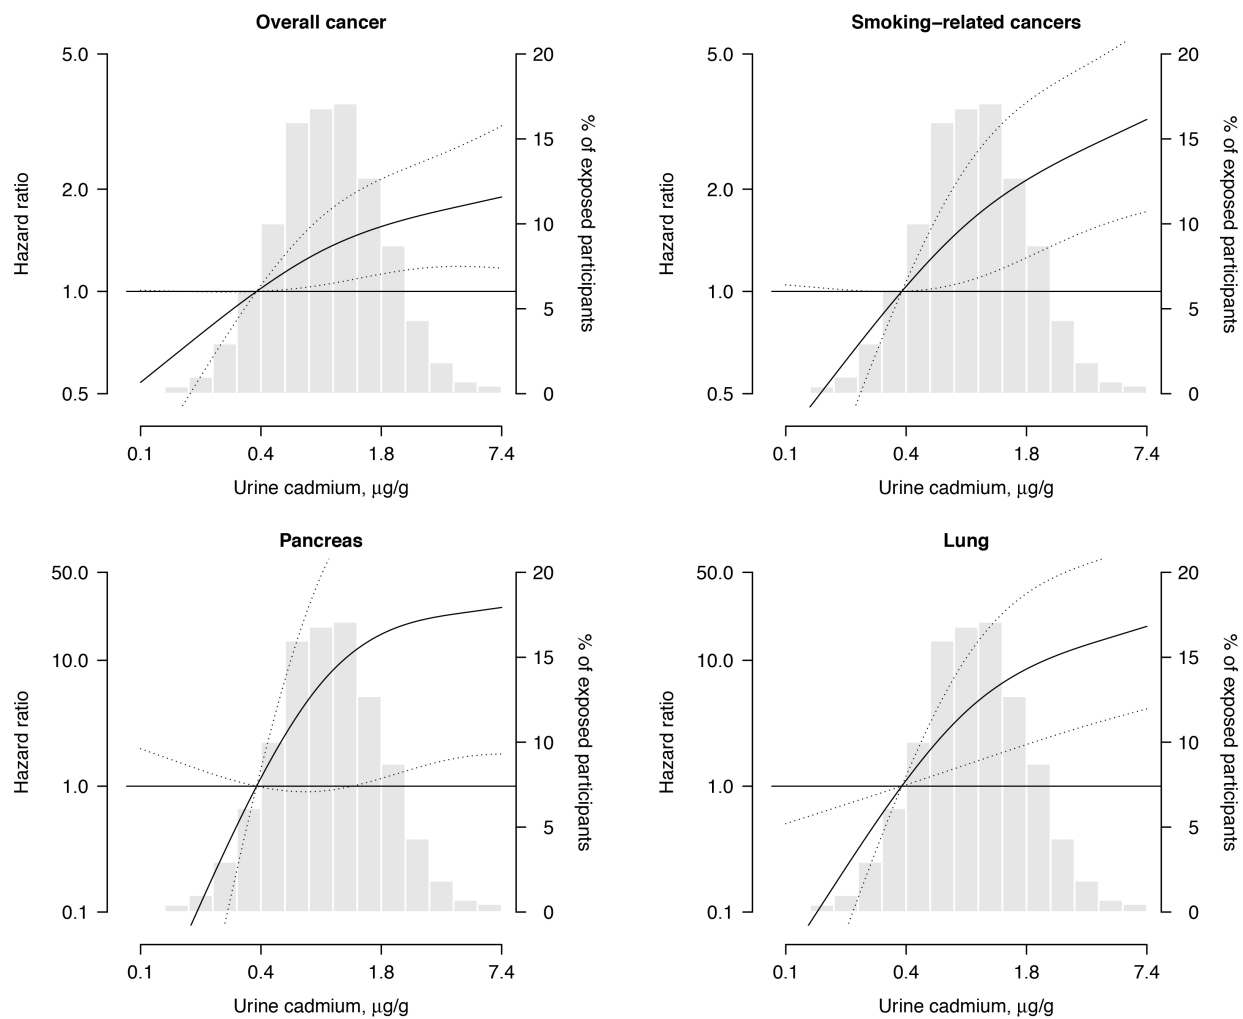 Overall cancer
5.0
2.0
1.0
0.5
Hazard ratio
20
15
10
5
0
% of exposed participants
0.1 0.4 1.8 7.4
Urine cadmium, μg/g
Smoking−related cancers
5.0
2.0
1.0
0.5
Hazard ratio
20
15
10
5
0
% of exposed participants
0.1 0.4 1.8 7.4
Urine cadmium, μg/g
Pancreas
50.0
10.0
1.0
0.1
Hazard ratio
20
15
10
5
0
% of exposed participants
0.1 0.4 1.8 7.4
Urine cadmium, μg/g
Lung
50.0
10.0
1.0
0.1
Hazard ratio
20
15
10
5
0
% of exposed participants
0.1 0.4 1.8 7.4
Urine cadmium, μg/g